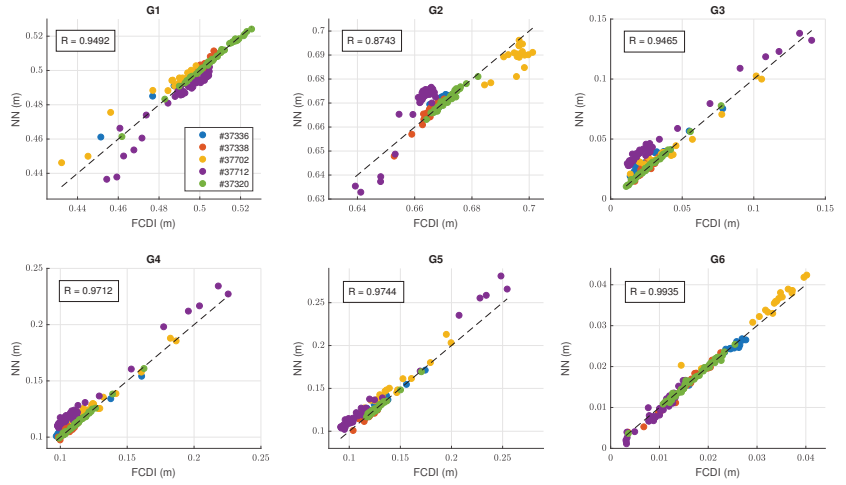 G1
R = 0.9492
0.52
0.5
0.48
0.46
0.44
NN (m)
#37336
#37338
#37702
#37712
#37320
0.44
0.46
0.48
0.5
0.52
FCDI (m)
G2
R = 0.8743
0.7
0.69
0.68
0.67
0.66
0.65
0.64
0.63
NN (m)
0.64
0.66
0.68
0.7
FCDI (m)
G3
R = 0.9465
0.15
0.1
0.05
0
NN (m)
0
0.05
0.1
0.15
FCDI (m)
G4
R = 0.9712
0.25
0.2
0.15
0.1
NN (m)
0.1
0.15
0.2
0.25
FCDI (m)
G5
R = 0.9744
0.25
0.2
0.15
0.1
NN (m)
0.1
0.15
0.2
0.25
FCDI (m)
G6
R = 0.9935
0.04
0.03
0.02
0.01
0
NN (m)
0
0.01
0.02
0.03
0.04
FCDI (m)